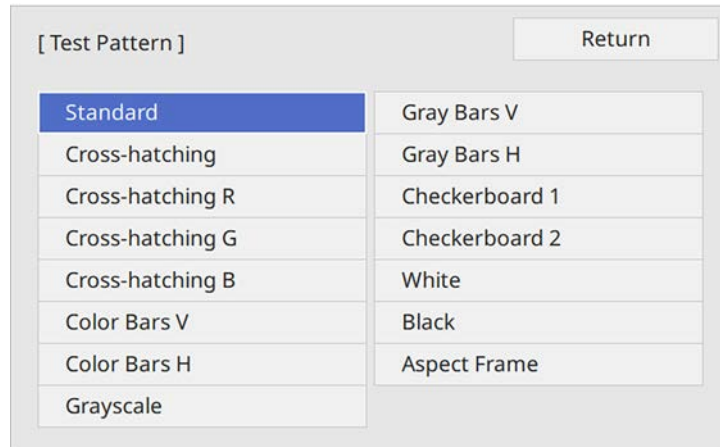 [ Test Pattern ]
Return
Standard
Cross-hatching
Cross-hatching R
Cross-hatching G
Cross-hatching B
Color Bars V
Color Bars H
Grayscale
Gray Bars V
Gray Bars H
Checkerboard 1
Checkerboard 2
White
Black
Aspect Frame